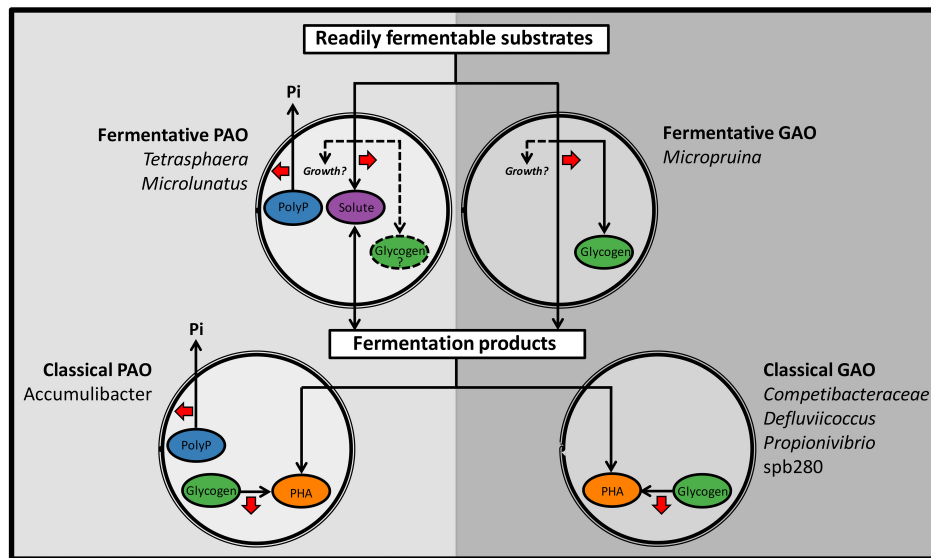 Readily fermentable substrates
Pi
Fermentative PAO
Tetrasphaera
Microlunatus
Growth?
PolyP
Solute
Glycogen
?
Fermentative GAO
Micropruina
Growth?
Glycogen
Fermentation products
Pi
Classical PAO
Accumulibacter
PolyP
Glycogen
PHA
Classical GAO
Competibacteraceae
Defluviicoccus
Propionivibrio
spb280
PHA
Glycogen